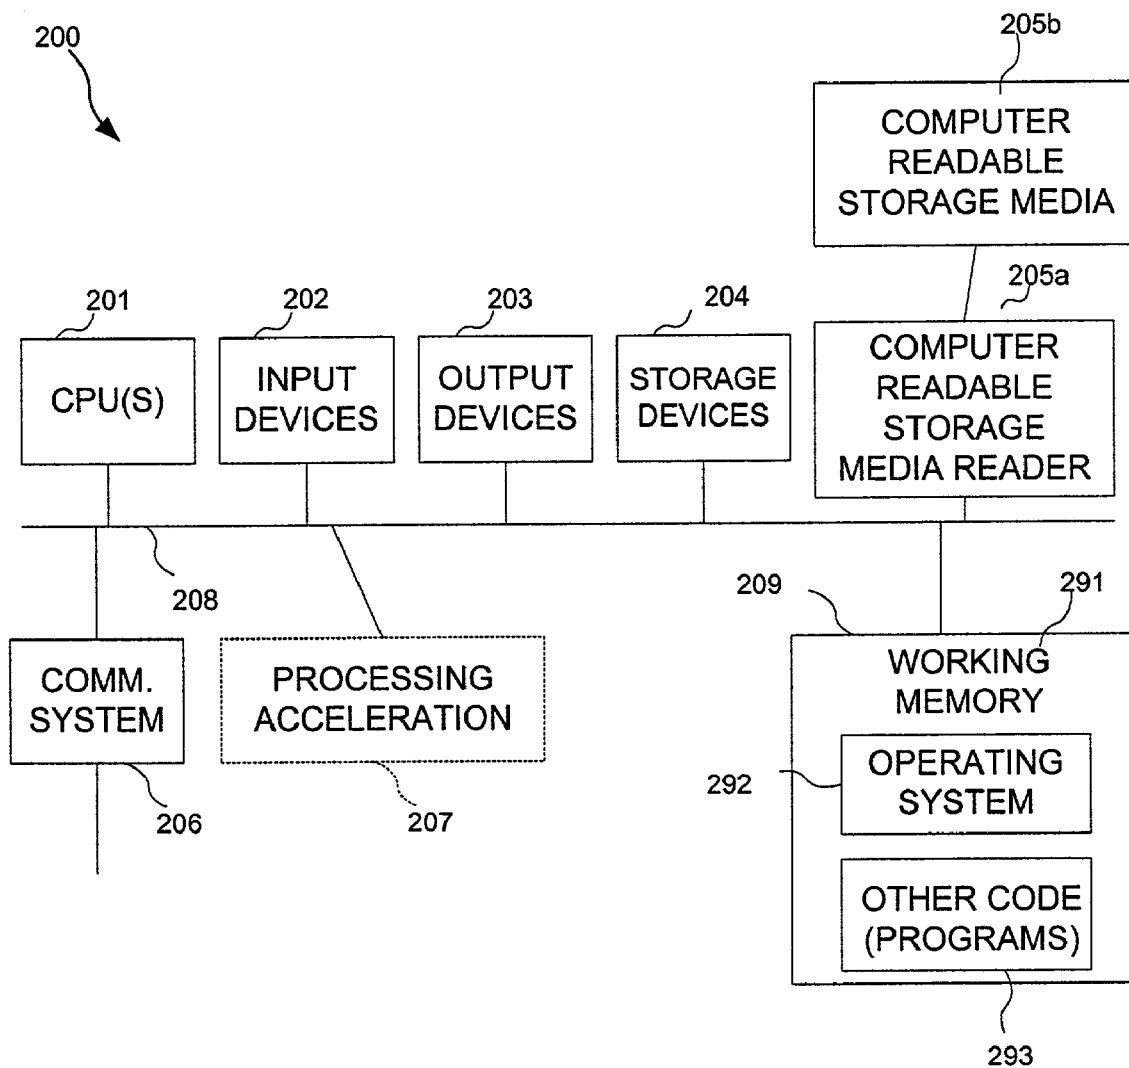 200
205b
COMPUTER
READABLE
STORAGE MEDIA
205a
201
202
203
204
CPU(S)
INPUT
DEVICES
OUTPUT
DEVICES
STORAGE
DEVICES
COMPUTER
READABLE
STORAGE
MEDIA READER
208
209
291
COMM.
SYSTEM
PROCESSING
ACCELERATION
WORKING
MEMORY
206
207
292
OPERATING
SYSTEM
OTHER CODE
(PROGRAMS)
293